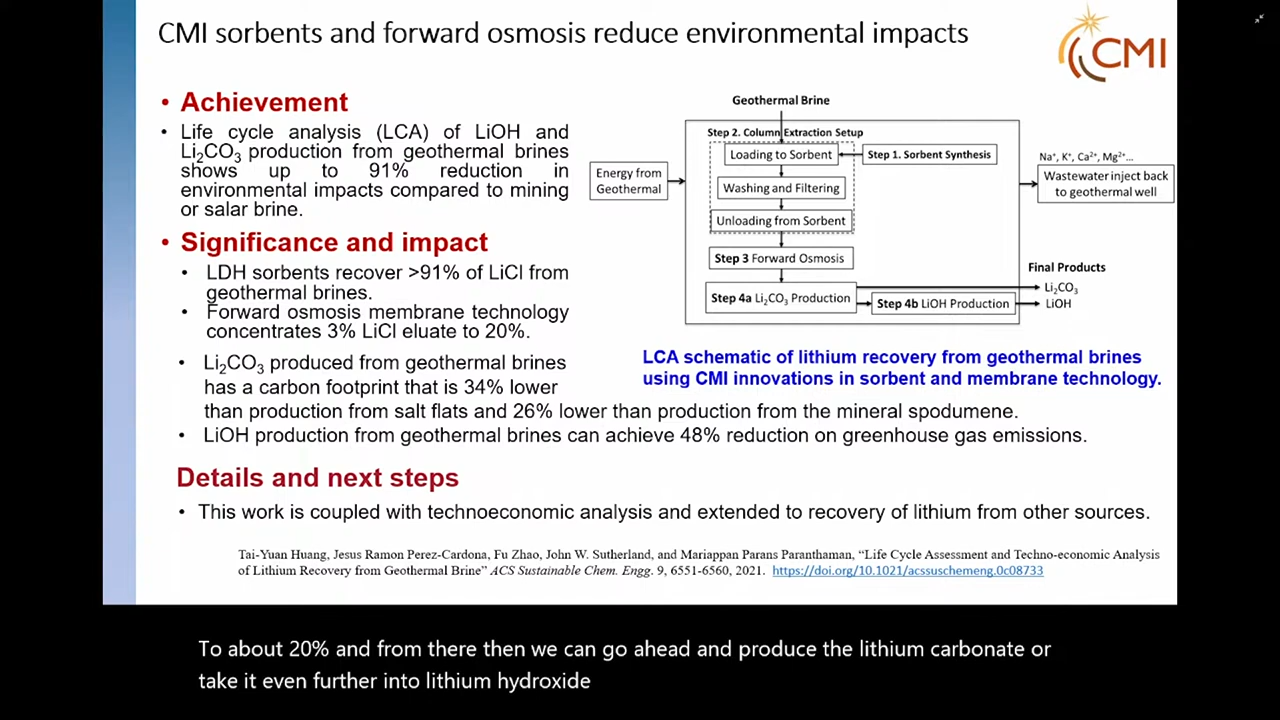 CMI sorbents and forward osmosis reduce environmental impacts
CMI
• Achievement
• Life cycle analysis (LCA) of LiOH and
Li₂CO₃ production from geothermal brines
shows up to 91% reduction in
environmental impacts compared to mining
or salar brine.
• Significance and impact
• LDH sorbents recover >91% of LiCl from
geothermal brines.
• Forward osmosis membrane technology
concentrates 3% LiCl eluate to 20%.
• Li₂CO₃ produced from geothermal brines
has a carbon footprint that is 34% lower
than production from salt flats and 26% lower than production from the mineral spodumene.
• LiOH production from geothermal brines can achieve 48% reduction on greenhouse gas emissions.
Geothermal Brine
Step 2. Column Extraction Setup
Loading to Sorbent
Step 1. Sorbent Synthesis
Energy from
Geothermal
Washing and Filtering
Unloading from Sorbent
Na⁺, K⁺, Ca²⁺, Mg²⁺...
Wastewater inject back
to geothermal well
Step 3 Forward Osmosis
Step 4a Li₂CO₃ Production
Step 4b LiOH Production
Final Products
Li₂CO₃
LiOH
LCA schematic of lithium recovery from geothermal brines
using CMI innovations in sorbent and membrane technology.
Details and next steps
• This work is coupled with technoeconomic analysis and extended to recovery of lithium from other sources.
Tai-Yuan Huang, Jesus Ramon Perez-Cardona, Fu Zhao, John W. Sutherland, and Mariappan Parans Paranthaman, “Life Cycle Assessment and Techno-economic Analysis
of Lithium Recovery from Geothermal Brine” ACS Sustainable Chem. Engg. 9, 6551-6560, 2021. https://doi.org/10.1021/acssuschemeng.0c08733
To about 20% and from there then we can go ahead and produce the lithium carbonate or
take it even further into lithium hydroxide